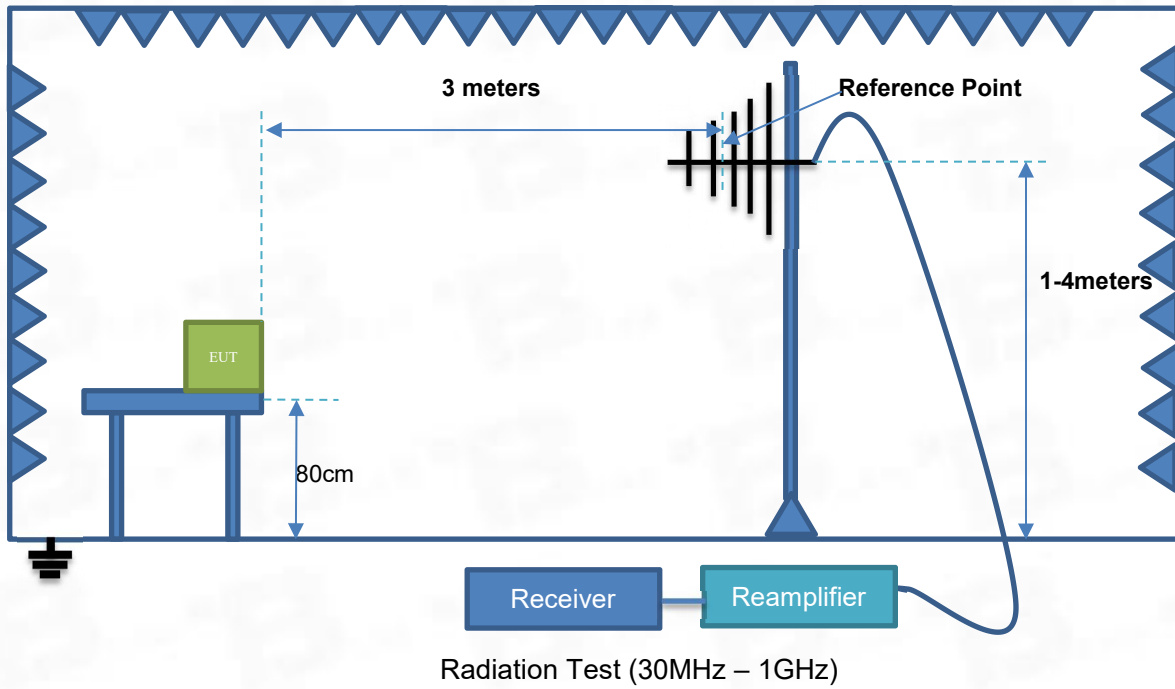 3 meters
Reference Point
1-4meters
EUT
80cm
Receiver
Reamplifier
Radiation Test (30MHz – 1GHz)